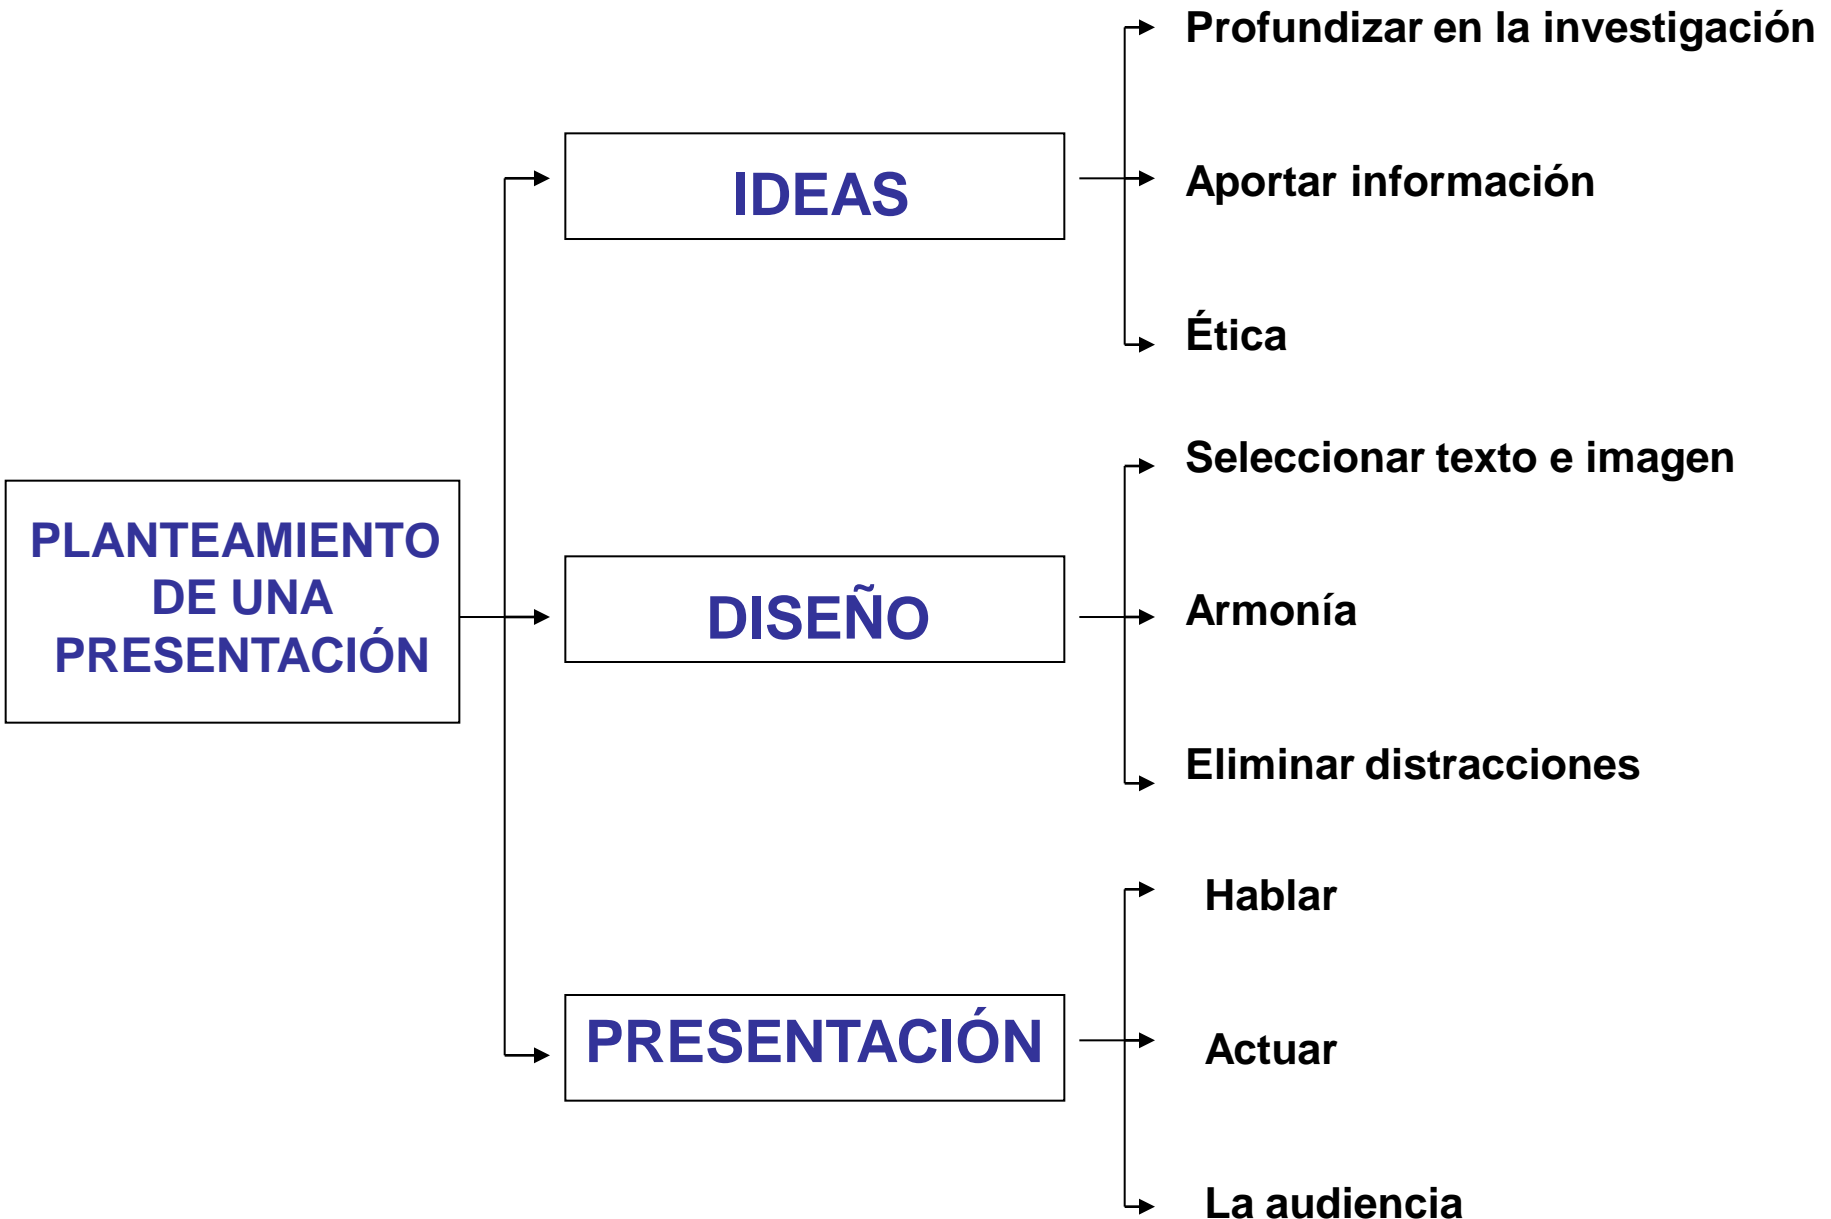 PLANTEAMIENTO
DE UNA
PRESENTACIÓN
IDEAS
Profundizar en la investigación
Aportar información
Ética
DISEÑO
Seleccionar texto e imagen
Armonía
Eliminar distracciones
PRESENTACIÓN
Hablar
Actuar
La audiencia